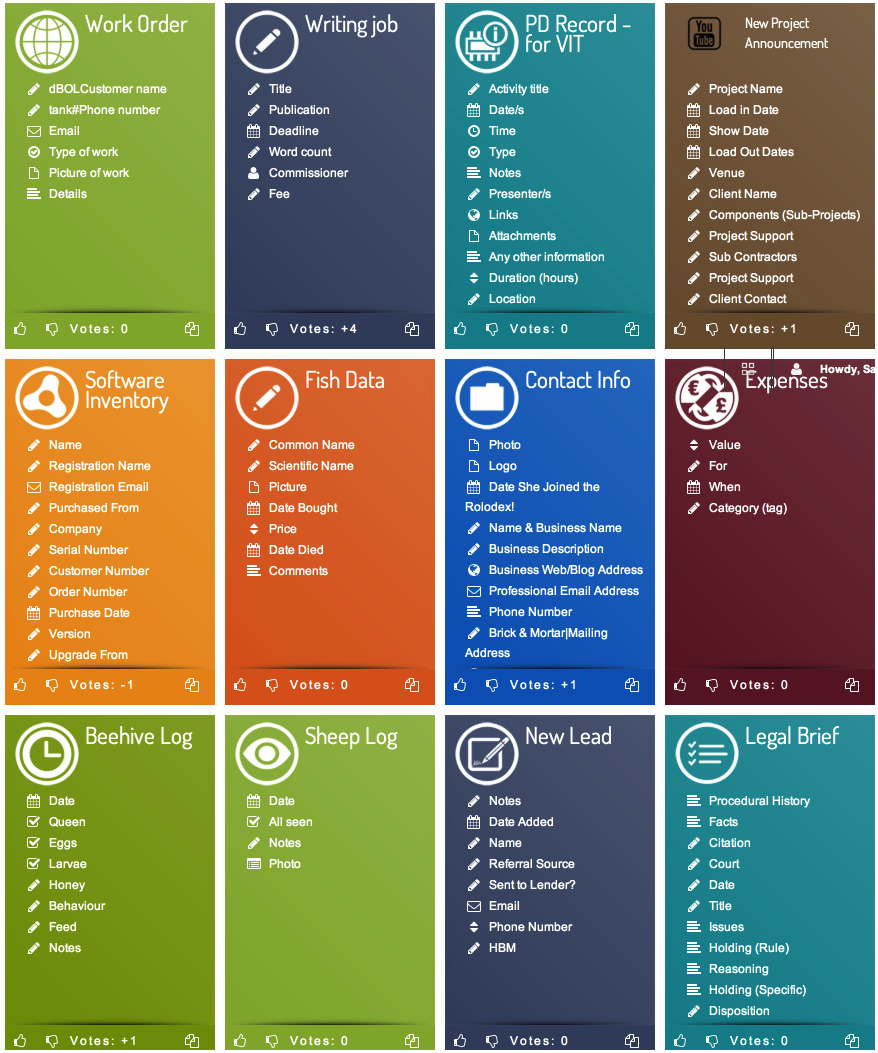 Work Order
dBOLCustomer name
tank#Phone number
Email
Type of work
Picture of work
Details
Votes: 0
Writing job
Title
Publication
Deadline
Word count
Commissioner
Fee
Votes: +4
PD Record –
for VIT
Activity title
Date/s
Time
Type
Notes
Presenter/s
Links
Attachments
Any other information
Duration (hours)
Location
Votes: 0
You
Tube
New Project
Announcement
Project Name
Load in Date
Show Date
Load Out Dates
Venue
Client Name
Components (Sub-Projects)
Project Support
Sub Contractors
Project Support
Client Contact
Votes: +1
Software
Inventory
Name
Registration Name
Registration Email
Purchased From
Company
Serial Number
Customer Number
Order Number
Purchase Date
Version
Upgrade From
Votes: -1
Fish Data
Common Name
Scientific Name
Picture
Date Bought
Price
Date Died
Comments
Votes: 0
Contact Info
Photo
Logo
Date She Joined the
Rolodex!
Name & Business Name
Business Description
Business Web/Blog Address
Professional Email Address
Phone Number
Brick & Mortar|Mailing
Address
Votes: +1
Howdy, Sa
Expenses
€
£
Value
For
When
Category (tag)
Votes: 0
Beehive Log
Date
Queen
Eggs
Larvae
Honey
Behaviour
Feed
Notes
Votes: +1
Sheep Log
Date
All seen
Notes
Photo
Votes: 0
New Lead
Notes
Date Added
Name
Referral Source
Sent to Lender?
Email
Phone Number
HBM
Votes: 0
Legal Brief
Procedural History
Facts
Citation
Court
Date
Title
Issues
Holding (Rule)
Reasoning
Holding (Specific)
Disposition
Votes: 0